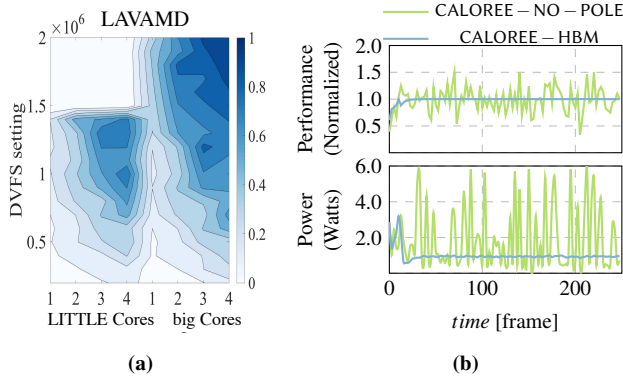 LAVAMD
2 ×10⁶
1.5
1
0.5
DVFS setting
1 2 3 4 1 2 3 4
LITTLE Cores big Cores
1
0.8
0.6
0.4
0.2
0
(a)
CALOREE – NO – POLE
CALOREE – HBM
Performance
(Normalized)
2.0
1.5
1.0
0.5
Power
(Watts)
6.0
4.0
2.0
0 100 200
time [frame]
(b)